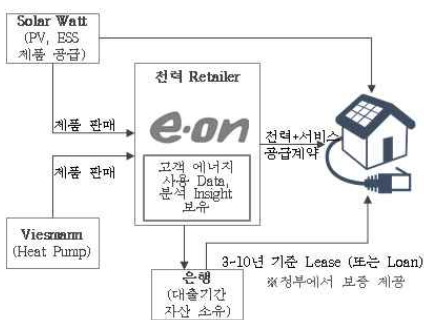 Solar Watt
(PV, ESS
제품 공급)
전력 Retailer
e·on
제품 판매
전력+서비스
공급계약
제품 판매
고객 에너지
사용 Data,
분석 Insight
보유
Viesmann
(Heat Pump)
3-10년 기준 Lease (또는 Loan)
※정부에서 보증 제공
은행
(대출기간
자산 소유)